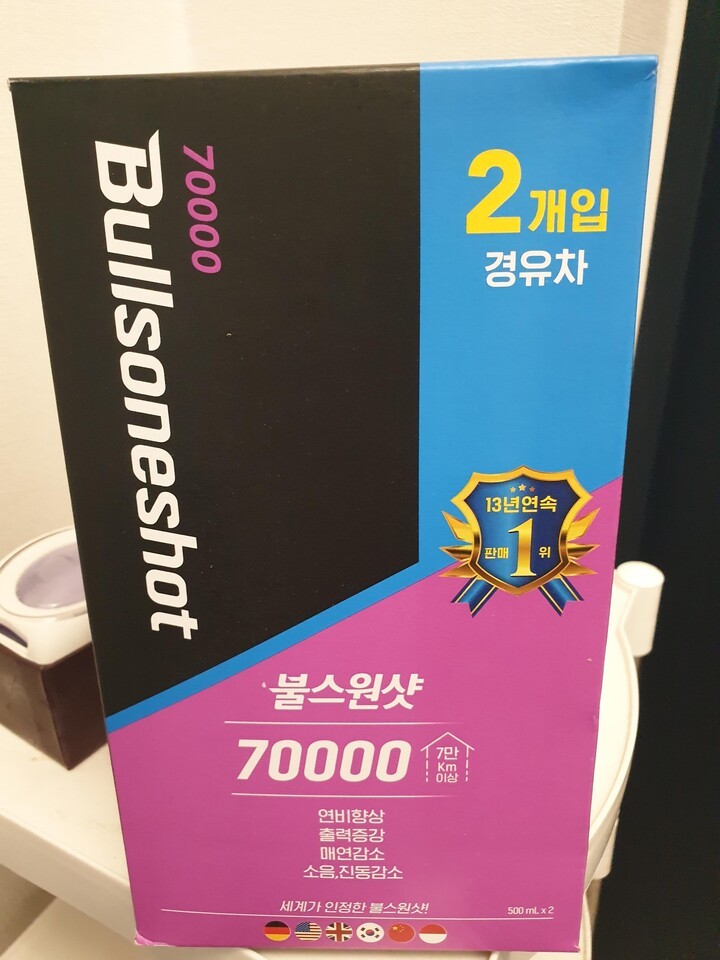 70000
Bullsoneshot
2개입
경유차
13년연속
판매 1 위
불스원샷
70000
7만
Km
이상
연비향상
출력증강
매연감소
소음,진동감소
세계가 인정한 불스원샷!
500 mL x 2